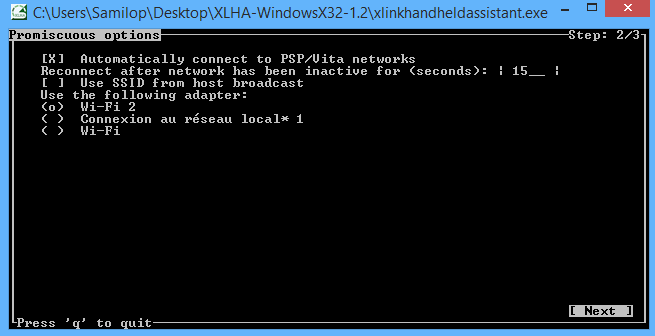 C:\Users\Samilop\Desktop\XLHA-WindowsX32-1.2\xlinkhandheldassistant.exe
Promiscuous options Step: 2/3
[X] Automatically connect to PSP/Vita networks
Reconnect after network has been inactive for (seconds): ¦ 15__ ¦
[ ] Use SSID from host broadcast
Use the following adapter:
(o) Wi-Fi 2
( ) Connexion au réseau local* 1
( ) Wi-Fi
[ Next ]
Press 'q' to quit